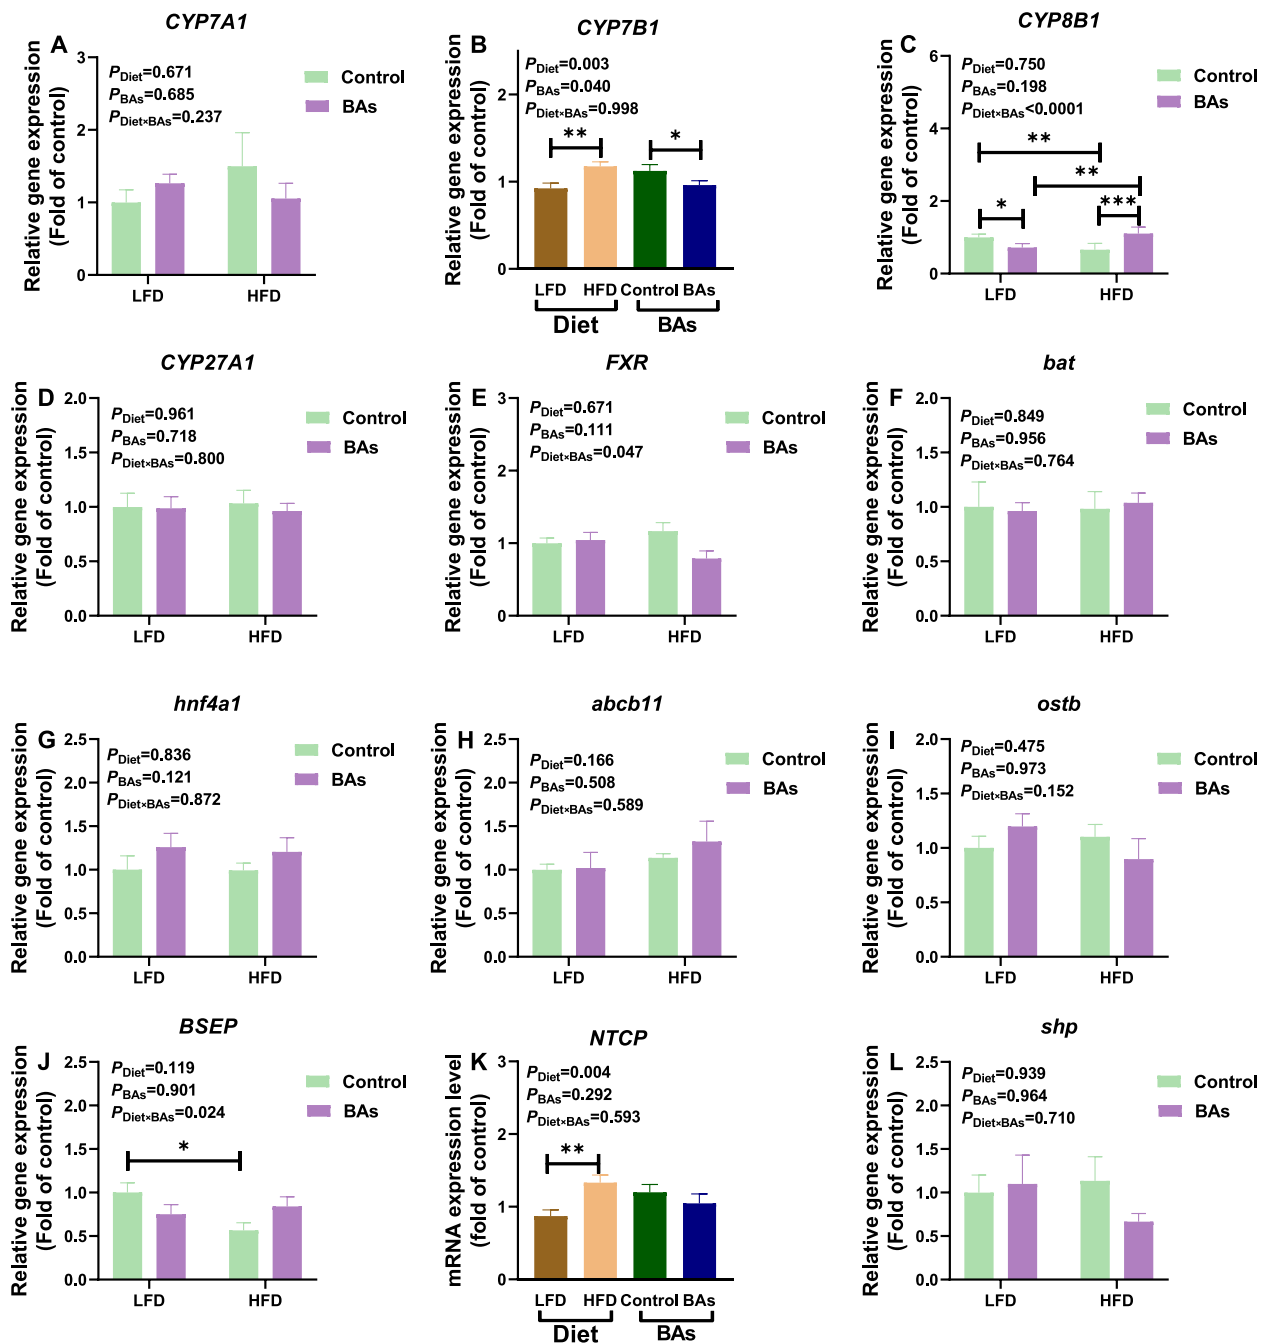 CYP7A1
A
Relative gene expression
(Fold of control)
3
2
1
0
PDiet=0.671
PBAs=0.685
PDiet×BAs=0.237
Control
BAs
LFD HFD
CYP7B1
B
Relative gene expression
(Fold of control)
2
1
0
PDiet=0.003
PBAs=0.040
PDiet×BAs=0.998
** *
LFD HFD Control BAs
Diet BAs
CYP8B1
C
Relative gene expression
(Fold of control)
6
4
2
0
PDiet=0.750
PBAs=0.198
PDiet×BAs<0.0001
Control
BAs
**
**
* ***
LFD HFD
CYP27A1
D
Relative gene expression
(Fold of control)
2.0
1.5
1.0
0.5
0.0
PDiet=0.961
PBAs=0.718
PDiet×BAs=0.800
Control
BAs
LFD HFD
FXR
E
Relative gene expression
(Fold of control)
3
2
1
0
PDiet=0.671
PBAs=0.111
PDiet×BAs=0.047
Control
BAs
LFD HFD
bat
F
Relative gene expression
(Fold of control)
2.0
1.5
1.0
0.5
0.0
PDiet=0.849
PBAs=0.956
PDiet×BAs=0.764
Control
BAs
LFD HFD
hnf4a1
G
Relative gene expression
(Fold of control)
2.5
2.0
1.5
1.0
0.5
0.0
PDiet=0.836
PBAs=0.121
PDiet×BAs=0.872
Control
BAs
LFD HFD
abcb11
H
Relative gene expression
(Fold of control)
2.5
2.0
1.5
1.0
0.5
0.0
PDiet=0.166
PBAs=0.508
PDiet×BAs=0.589
Control
BAs
LFD HFD
ostb
I
Relative gene expression
(Fold of control)
2.5
2.0
1.5
1.0
0.5
0.0
PDiet=0.475
PBAs=0.973
PDiet×BAs=0.152
Control
BAs
LFD HFD
BSEP
J
Relative gene expression
(Fold of control)
2.5
2.0
1.5
1.0
0.5
0.0
PDiet=0.119
PBAs=0.901
PDiet×BAs=0.024
Control
BAs
*
LFD HFD
NTCP
K
mRNA expression level
(fold of control)
3
2
1
0
PDiet=0.004
PBAs=0.292
PDiet×BAs=0.593
**
LFD HFD Control BAs
Diet BAs
shp
L
Relative gene expression
(Fold of control)
2.5
2.0
1.5
1.0
0.5
0.0
PDiet=0.939
PBAs=0.964
PDiet×BAs=0.710
Control
BAs
LFD HFD